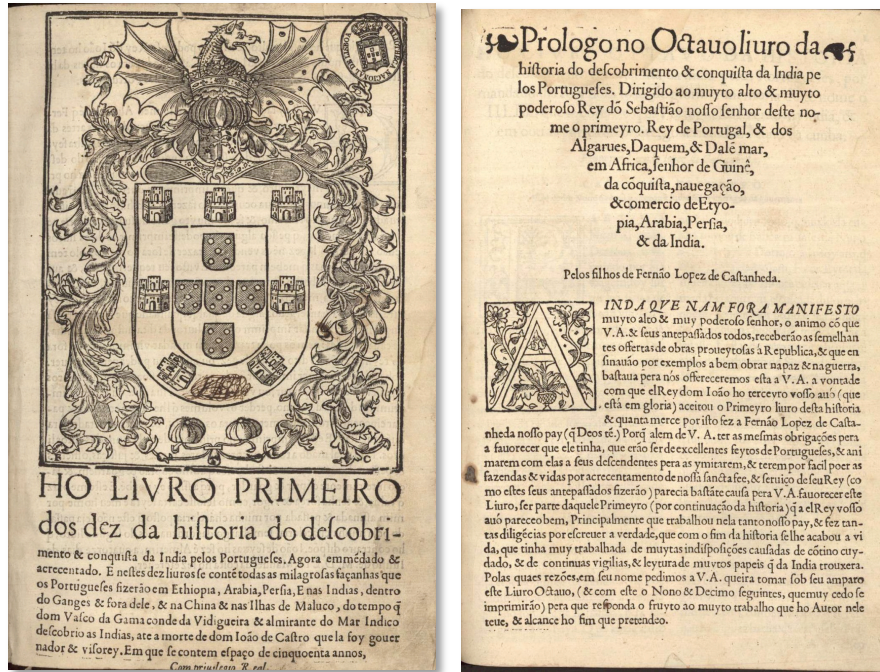 BIBLIOTHECA NACIONAL DE LISBOA
HO LIVRO PRIMEIRO
dos dez da hiſtoria do deſcobri-
mento & conquiſta da India pelos Portugueſes. Agora emmẽdado &
acrecentado. E neſtes dez liuros ſe contẽ todas as milagroſas façanhas que
os Portugueſes fizerão em Ethiopia, Arabia, Perſia, E nas Indias, dentro
do Ganges & fora dele, & na China & nas Ilhas de Maluco, do tempo q̃
dom Vaſco da Gama conde da Vidigueira & almirante do Mar Indico
deſcobrio as Indias, ate a morte de dom Ioão de Caſtro que la foy gouer
nador & viſorey. Em que ſe contem eſpaço de cinquoenta annos,
Com priuilegio Real.
Prologo no Octauo liuro da
hiſtoria do deſcobrimento & conquiſta da India pe
los Portugueſes. Dirigido ao muyto alto & muyto
poderoſo Rey dõ Sebaſtião noſſo ſenhor deſte no-
me o primeyro. Rey de Portugal, & dos
Algarues, Daquem, & Dalẽ mar,
em Africa, ſenhor de Guinê,
da cõquiſta, nauegação,
& comercio de Etyo-
pia, Arabia, Perſia,
& da India.
Pelos filhos de Fernão Lopez de Caſtanheda.
AINDA QVE NAM FORA MANIFESTO
muyto alto & muy poderoſo ſenhor, o animo cõ que
V. A. & ſeus antepaſſados todos, receberão as ſemelhan
tes offertas de obras proueytoſas â Republica, & que en
ſinauão por exemplos a bem obrar na paz & na guerra,
baſtaua pera nós offereceremos eſta a V. A. a vontade
com que elRey dom Ioão ho terceyro voſſo auô (que
eſtá em gloria) aceitou o Primeyro liuro deſta hiſtoria
& quanta merce por iſto fez a Fernão Lopez de Caſta-
nheda noſſo pay (q̃ Deos tẽ.) Porq̃ alem de V. A. ter as meſmas obrigações pera
a fauorecer que ele tinha, que erão ſer de excellentes feytos de Portugueſes, & ani
marem com elas a ſeus deſcendentes pera as ymitarem, & terem por facil poer as
fazendas & vidas por acrecentamento de noſſa ſancta fee, & ſeruiço de ſeu Rey (co
mo eſtes ſeus antepaſſados fizerão) parecia baſtãte cauſa pera V. A. fauorecer eſte
Liuro, ſer parte daquele Primeyro (por continuação da hiſtoria) q̃ a elRey voſſo
auó pareceo bem, Principalmente que trabalhou nela tanto noſſo pay, & fez tan-
tas diligẽcias por eſcreuer a verdade, que com o fim da hiſtoria ſelhe acabou a vi
da, que tinha muy trabalhada de muytas indiſpoſições cauſadas de cõtino cuy-
dado, & de continuas vigilias, & leytura de muytos papeis q̃ da India trouxera.
Polas quaes rezões, em ſeu nome pedimos a V. A. queira tomar ſob ſeu amparo
eſte Liuro Octauo, (& com eſte o Nono & Decimo ſeguintes, que muy cedo ſe
imprimirão) pera que reſponda o fruyto ao muyto trabalho que ho Autor nele
teue, & alcance ho fim que pretendeo.